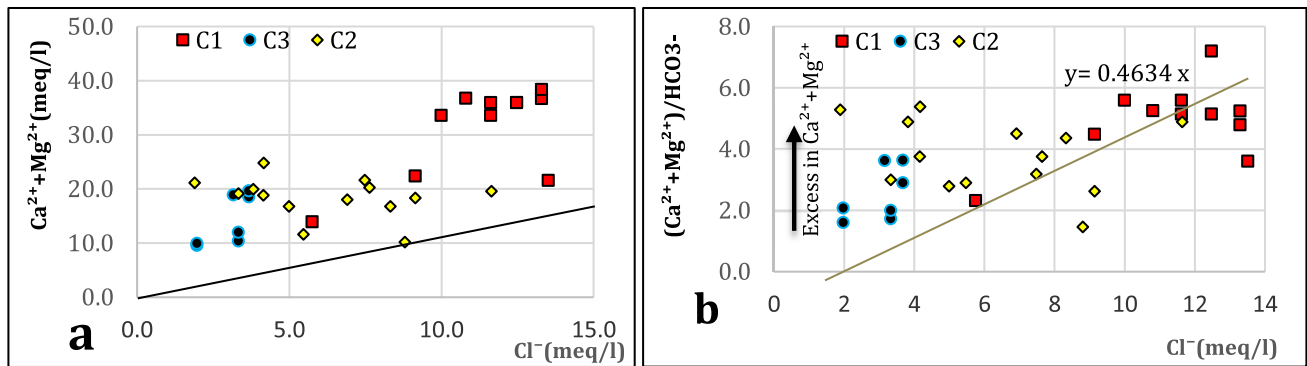 Ca²⁺+Mg²⁺(meq/l)
50.0
40.0
30.0
20.0
10.0
0.0
C1
C3
C2
0.0
5.0
10.0
15.0
Cl⁻(meq/l)
a
(Ca²⁺+Mg²⁺)/HCO3-
8.0
6.0
4.0
2.0
0.0
C1
C3
C2
Excess in Ca²⁺+Mg²⁺
y= 0.4634 x
0
2
4
6
8
10
12
14
Cl⁻(meq/l)
b